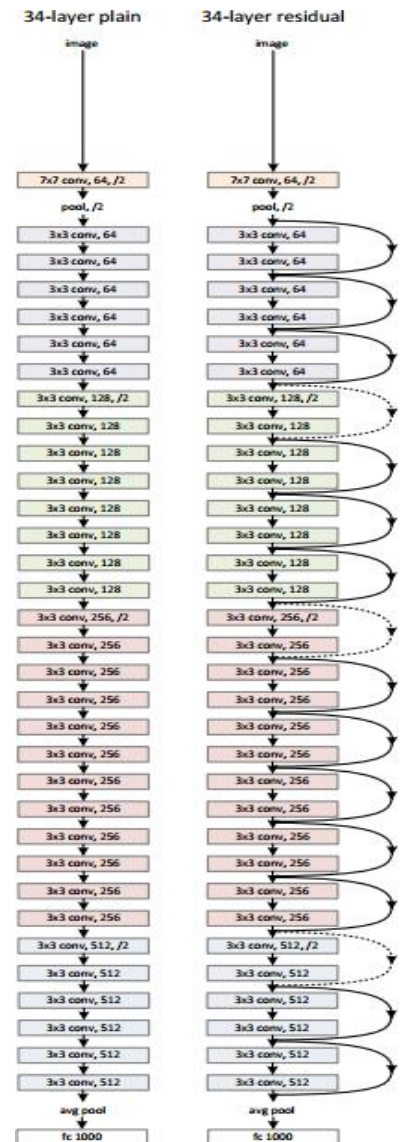 34-layer plain
image
7x7 conv, 64, /2
pool, /2
3x3 conv, 64
3x3 conv, 64
3x3 conv, 64
3x3 conv, 64
3x3 conv, 64
3x3 conv, 64
3x3 conv, 128, /2
3x3 conv, 128
3x3 conv, 128
3x3 conv, 128
3x3 conv, 128
3x3 conv, 128
3x3 conv, 128
3x3 conv, 128
3x3 conv, 256, /2
3x3 conv, 256
3x3 conv, 256
3x3 conv, 256
3x3 conv, 256
3x3 conv, 256
3x3 conv, 256
3x3 conv, 256
3x3 conv, 256
3x3 conv, 256
3x3 conv, 256
3x3 conv, 256
3x3 conv, 512, /2
3x3 conv, 512
3x3 conv, 512
3x3 conv, 512
3x3 conv, 512
3x3 conv, 512
avg pool
fc 1000
34-layer residual
image
7x7 conv, 64, /2
pool, /2
3x3 conv, 64
3x3 conv, 64
3x3 conv, 64
3x3 conv, 64
3x3 conv, 64
3x3 conv, 64
3x3 conv, 128, /2
3x3 conv, 128
3x3 conv, 128
3x3 conv, 128
3x3 conv, 128
3x3 conv, 128
3x3 conv, 128
3x3 conv, 128
3x3 conv, 256, /2
3x3 conv, 256
3x3 conv, 256
3x3 conv, 256
3x3 conv, 256
3x3 conv, 256
3x3 conv, 256
3x3 conv, 256
3x3 conv, 256
3x3 conv, 256
3x3 conv, 256
3x3 conv, 256
3x3 conv, 512, /2
3x3 conv, 512
3x3 conv, 512
3x3 conv, 512
3x3 conv, 512
3x3 conv, 512
avg pool
fc 1000